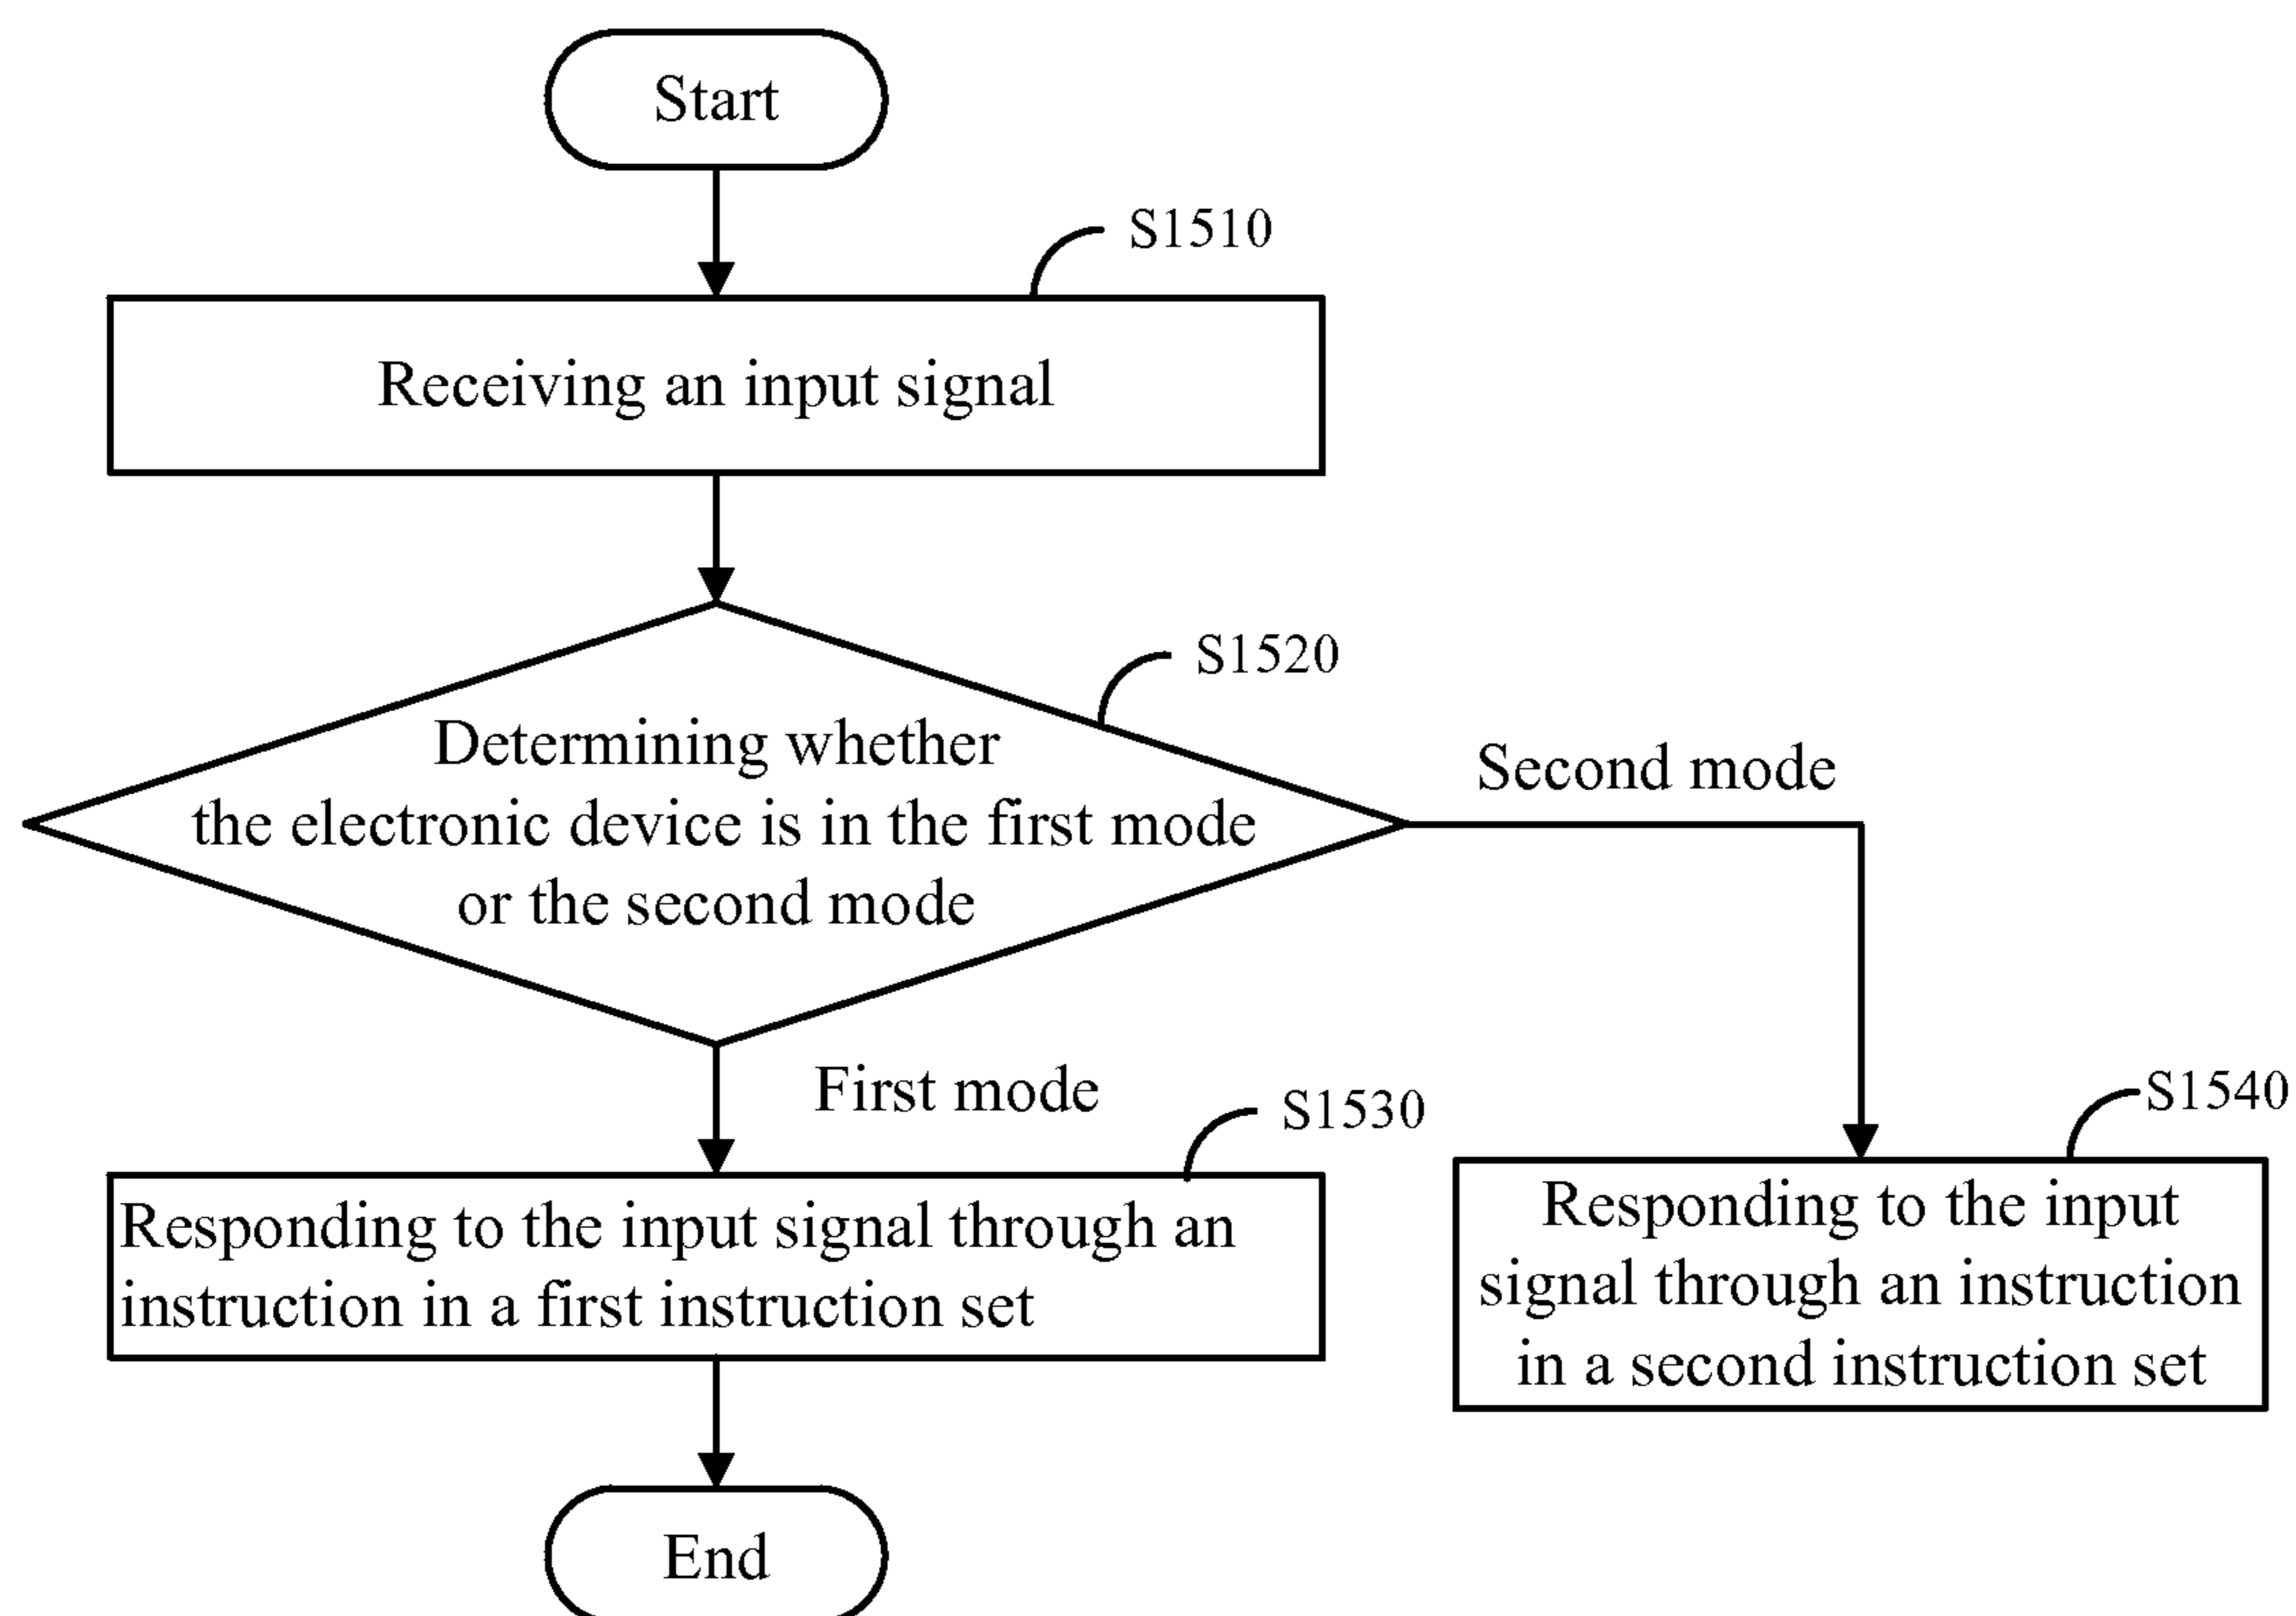 Start
S1510
Receiving an input signal
S1520
Determining whether
the electronic device is in the first mode
or the second mode
Second mode
First mode
S1530
Responding to the input signal through an
instruction in a first instruction set
S1540
Responding to the input
signal through an instruction
in a second instruction set
End